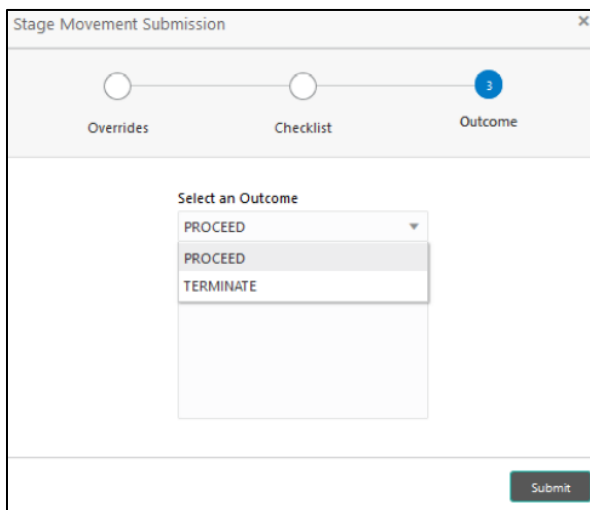 Stage Movement Submission ×
3
Overrides Checklist Outcome
Select an Outcome
PROCEED
PROCEED
TERMINATE
Submit